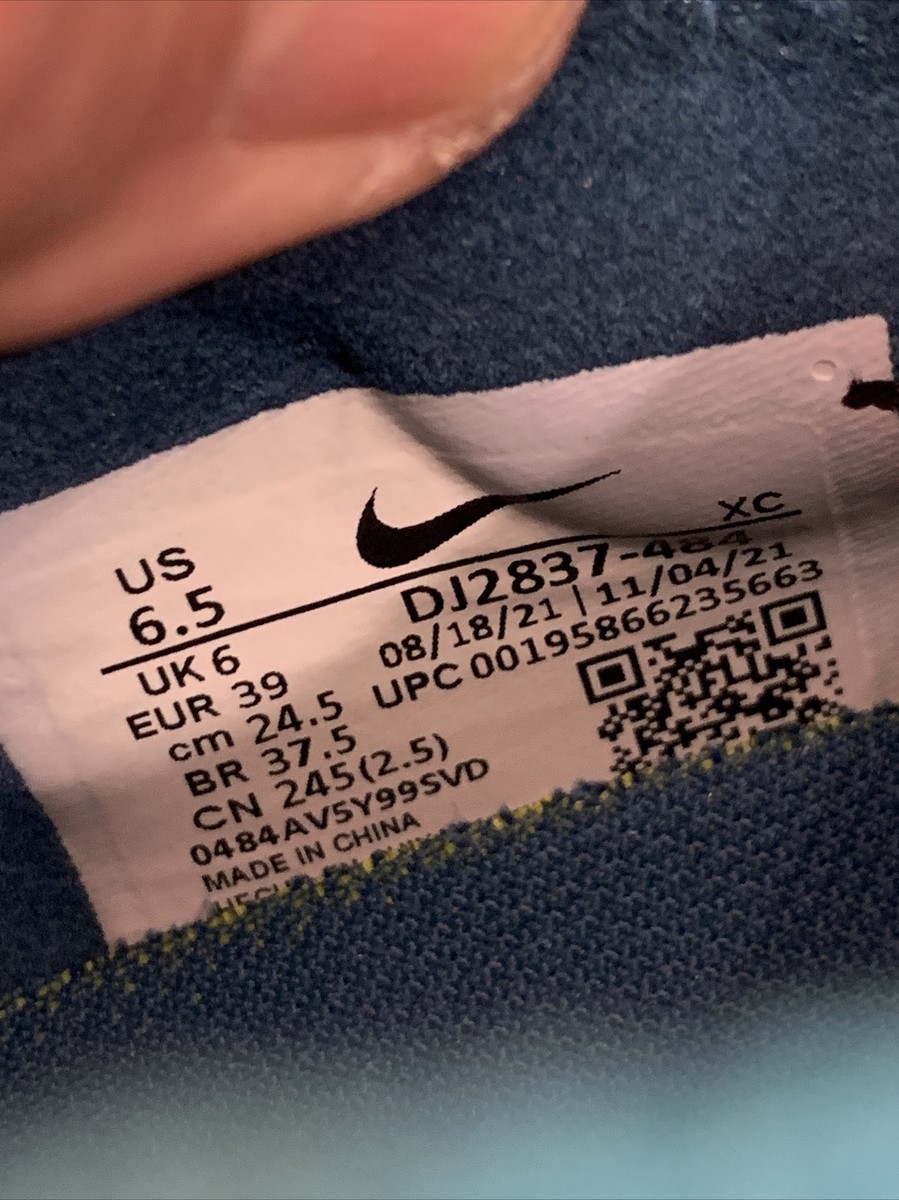 XC
US
6.5
DJ2837-484
08/18/21 | 11/04/21
UPC 00195866235663
UK 6
EUR 39
cm 24.5
BR 37.5
CN 245(2.5)
0484AV5Y99SVD
MADE IN CHINA